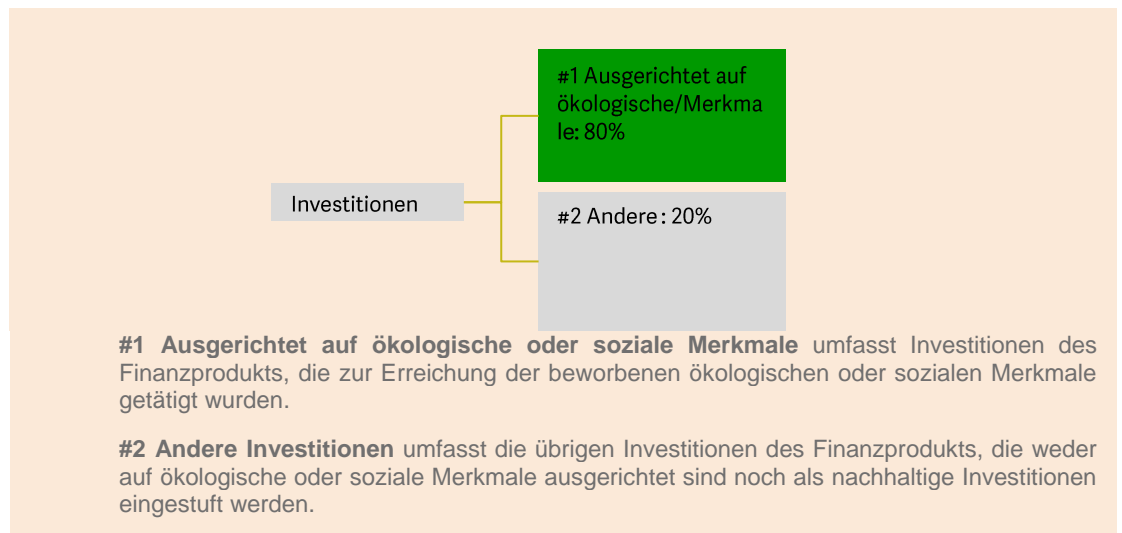 #1 Ausgerichtet auf
ökologische/Merkma
le: 80%
Investitionen
#2 Andere : 20%
#1 Ausgerichtet auf ökologische oder soziale Merkmale umfasst Investitionen des
Finanzprodukts, die zur Erreichung der beworbenen ökologischen oder sozialen Merkmale
getätigt wurden.
#2 Andere Investitionen umfasst die übrigen Investitionen des Finanzprodukts, die weder
auf ökologische oder soziale Merkmale ausgerichtet sind noch als nachhaltige Investitionen
eingestuft werden.